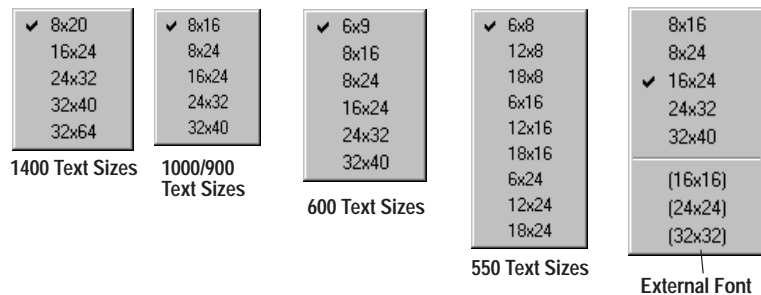 ✔ 8x20
16x24
24x32
32x40
32x64
1400 Text Sizes
✔ 8x16
8x24
16x24
24x32
32x40
1000/900
Text Sizes
✔ 6x9
8x16
8x24
16x24
24x32
32x40
600 Text Sizes
✔ 6x8
12x8
18x8
6x16
12x16
18x16
6x24
12x24
18x24
550 Text Sizes
8x16
8x24
✔ 16x24
24x32
32x40
(16x16)
(24x24)
(32x32)
External Font